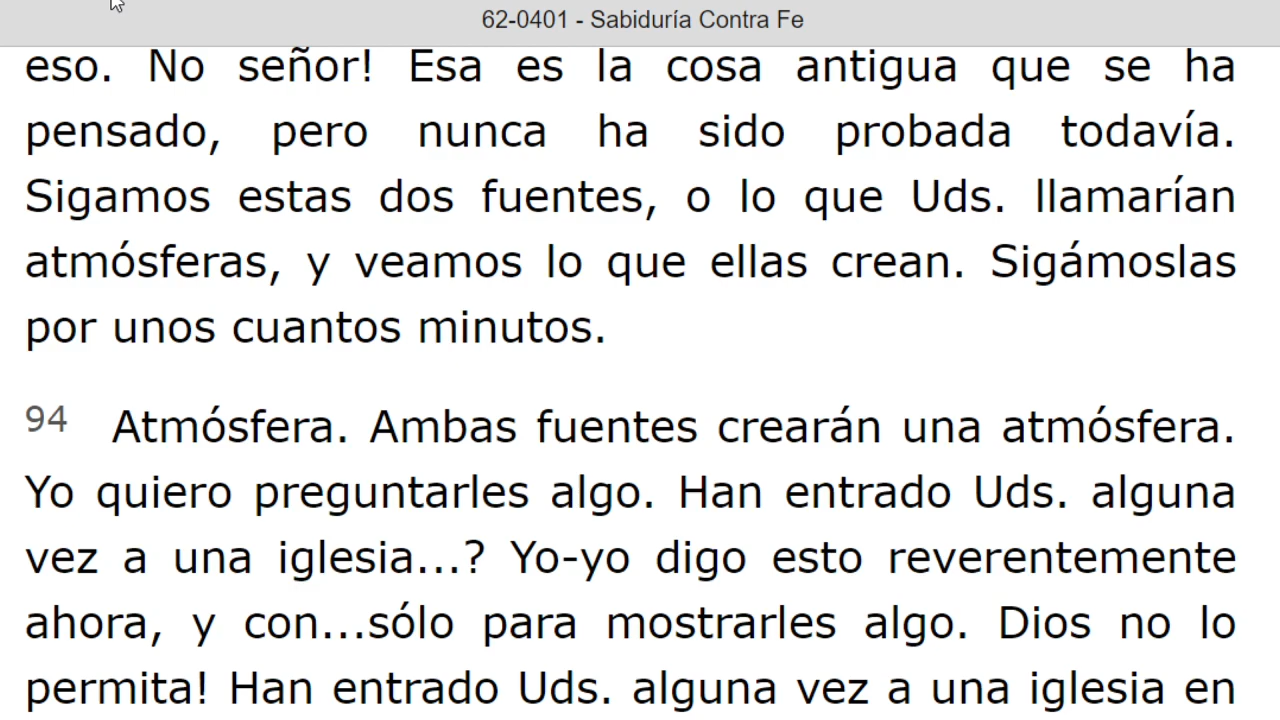 62-0401 - Sabiduría Contra Fe
eso. No señor! Esa es la cosa antigua que se ha
pensado, pero nunca ha sido probada todavía.
Sigamos estas dos fuentes, o lo que Uds. llamarían
atmósferas, y veamos lo que ellas crean. Sigámoslas
por unos cuantos minutos.
94 Atmósfera. Ambas fuentes crearán una atmósfera.
Yo quiero preguntarles algo. Han entrado Uds. alguna
vez a una iglesia...? Yo-yo digo esto reverentemente
ahora, y con...sólo para mostrarles algo. Dios no lo
permita! Han entrado Uds. alguna vez a una iglesia en